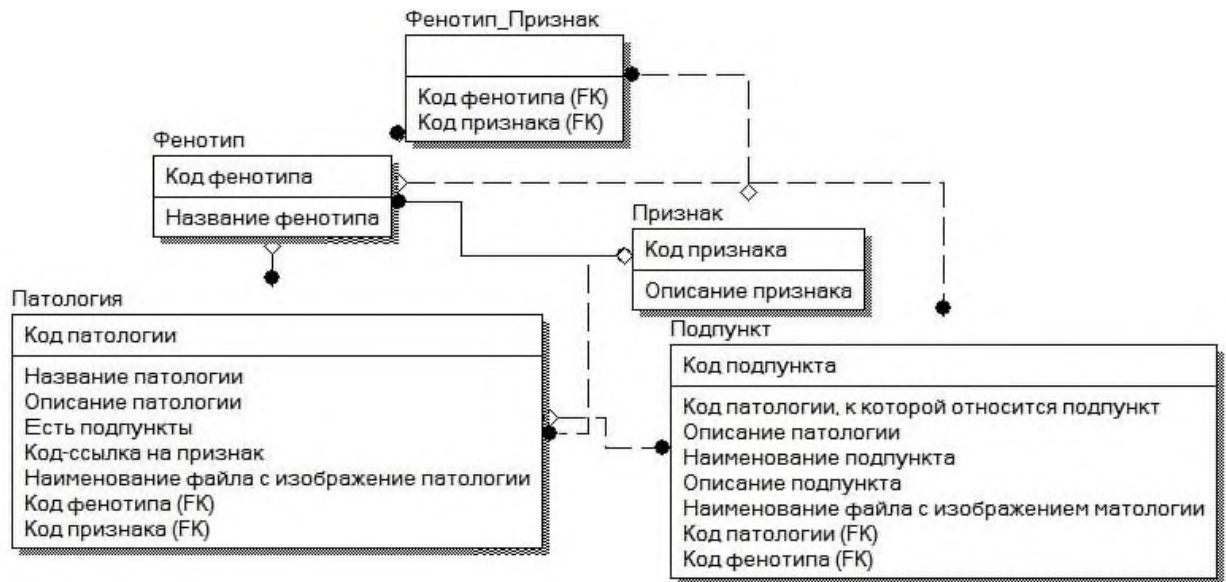 Фенотип_Признак
Код фенотипа (FK)
Код признака (FK)
Фенотип
Код фенотипа
Название фенотипа
Признак
Код признака
Описание признака
Патология
Код патологии
Название патологии
Описание патологии
Есть подпункты
Код-ссылка на признак
Наименование файла с изображение патологии
Код фенотипа (FK)
Код признака (FK)
Подпункт
Код подпункта
Код патологии, к которой относится подпункт
Описание патологии
Наименование подпункта
Описание подпункта
Наименование файла с изображением матологии
Код патологии (FK)
Код фенотипа (FK)